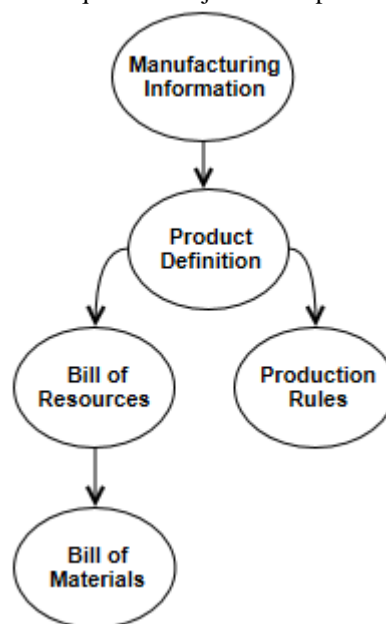 Manufacturing
Information
Product
Definition
Bill of
Resources
Production
Rules
Bill of
Materials